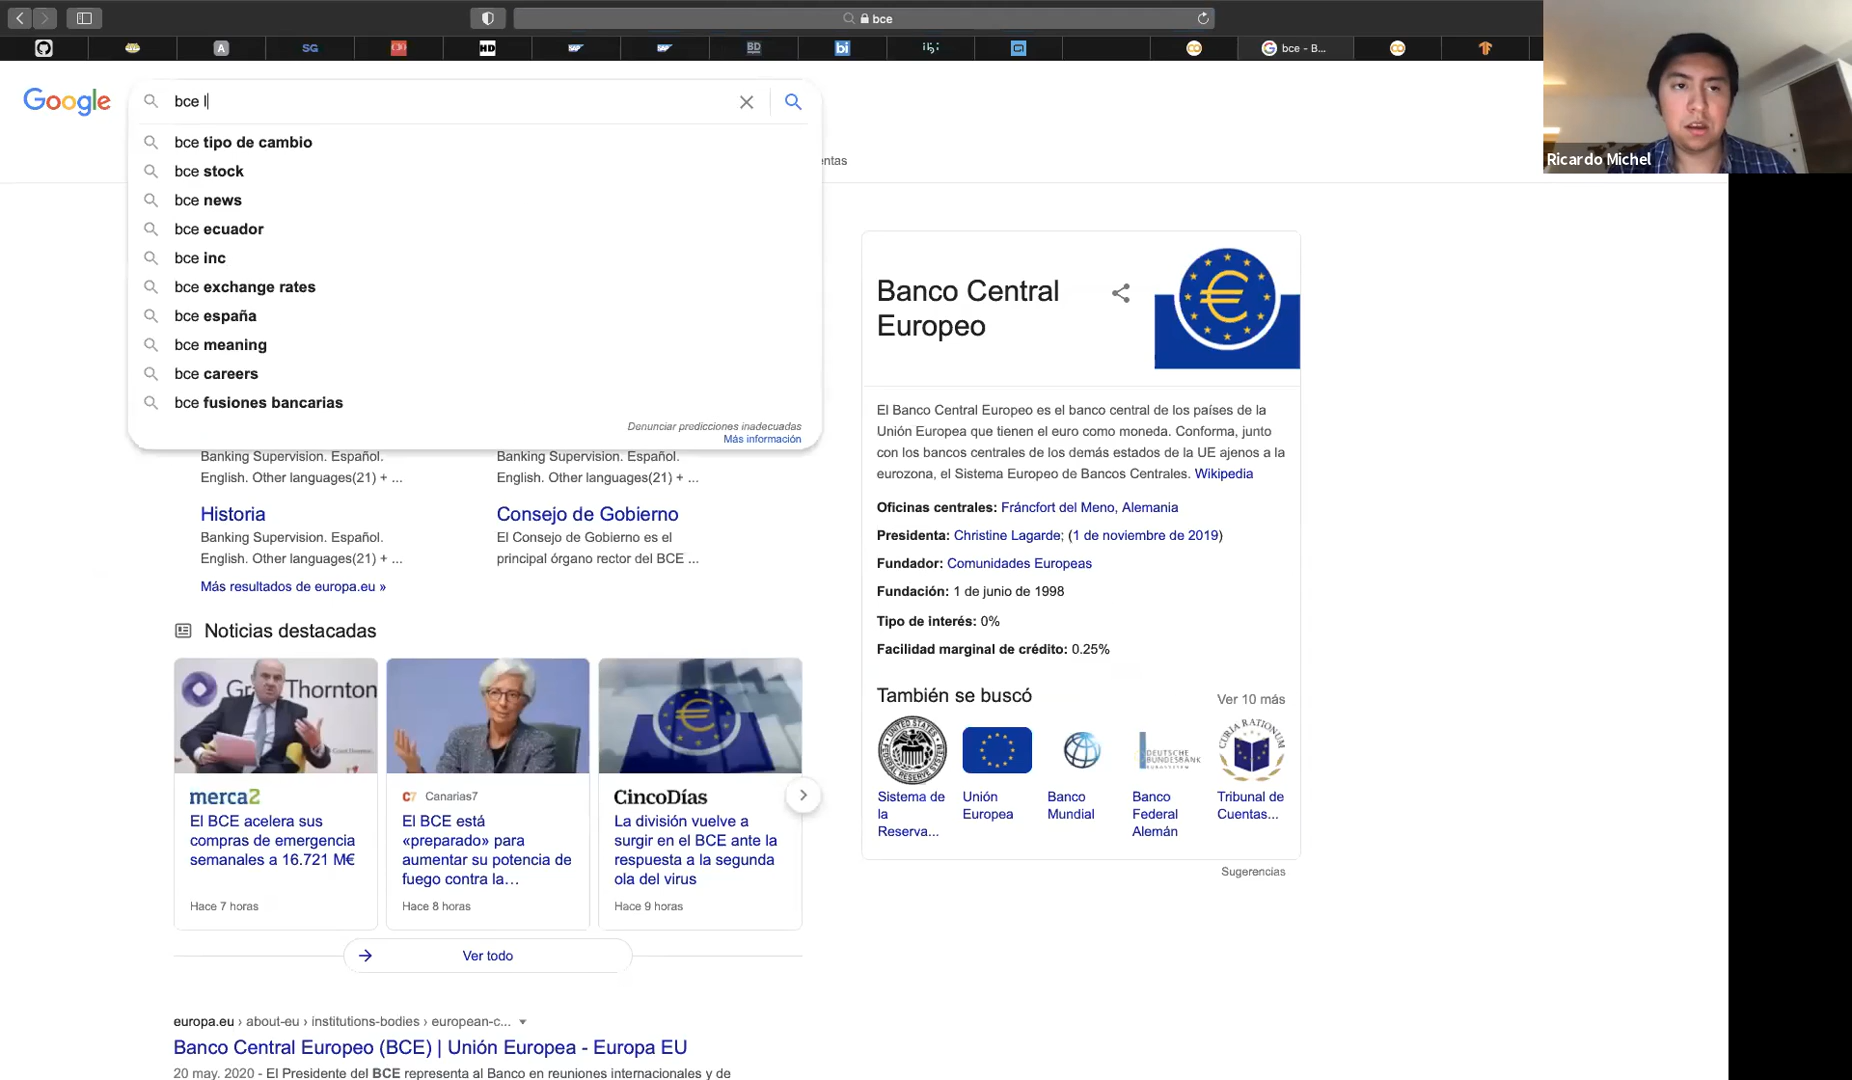 bce
SG
HD
BD
bi
bce - B...
Google
bce l
bce tipo de cambio
bce stock
bce news
bce ecuador
bce inc
bce exchange rates
bce españa
bce meaning
bce careers
bce fusiones bancarias
Denunciar predicciones inadecuadas
Más información
entas
Ricardo Michel
Banking Supervision. Español.
English. Other languages(21) + ...
Banking Supervision. Español.
English. Other languages(21) + ...
Historia
Banking Supervision. Español.
English. Other languages(21) + ...
Consejo de Gobierno
El Consejo de Gobierno es el
principal órgano rector del BCE ...
Más resultados de europa.eu »
Noticias destacadas
Grant Thornton
merca2
El BCE acelera sus
compras de emergencia
semanales a 16.721 M€
Hace 7 horas
C7 Canarias7
El BCE está
«preparado» para
aumentar su potencia de
fuego contra la...
Hace 8 horas
CincoDías
La división vuelve a
surgir en el BCE ante la
respuesta a la segunda
ola del virus
Hace 9 horas
Ver todo
europa.eu › about-eu › institutions-bodies › european-c...
Banco Central Europeo (BCE) | Unión Europea - Europa EU
20 may. 2020 - El Presidente del BCE representa al Banco en reuniones internacionales y de
Banco Central
Europeo
El Banco Central Europeo es el banco central de los países de la
Unión Europea que tienen el euro como moneda. Conforma, junto
con los bancos centrales de los demás estados de la UE ajenos a la
eurozona, el Sistema Europeo de Bancos Centrales. Wikipedia
Oficinas centrales: Fráncfort del Meno, Alemania
Presidenta: Christine Lagarde; (1 de noviembre de 2019)
Fundador: Comunidades Europeas
Fundación: 1 de junio de 1998
Tipo de interés: 0%
Facilidad marginal de crédito: 0.25%
También se buscó
Ver 10 más
DEUTSCHE
BUNDESBANK
EUROSYSTEM
CURIA RATIONUM
Sistema de
la
Reserva...
Unión
Europea
Banco
Mundial
Banco
Federal
Alemán
Tribunal de
Cuentas...
Sugerencias